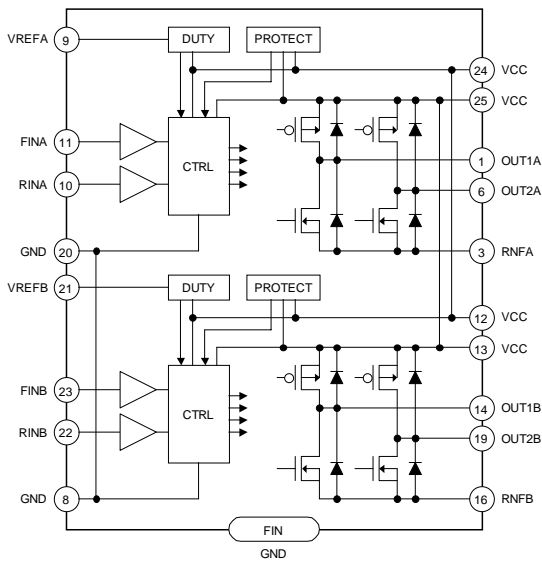 VREFA 9 DUTY PROTECT
24 VCC
25 VCC
FINA 11
CTRL
1 OUT1A
RINA 10
6 OUT2A
GND 20
3 RNFA
VREFB 21 DUTY PROTECT
12 VCC
13 VCC
FINB 23
CTRL
14 OUT1B
RINB 22
19 OUT2B
GND 8
16 RNFB
FIN
GND